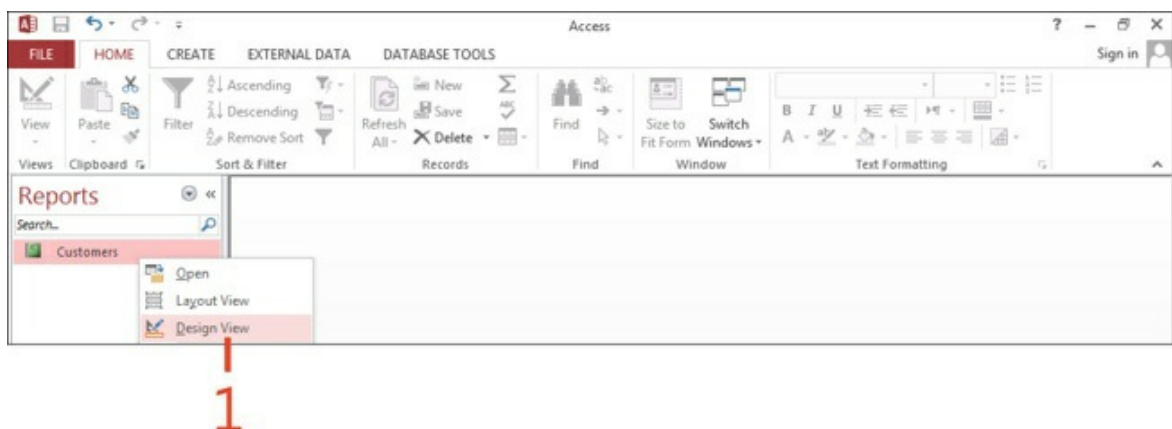 Access
? Sign in
FILE HOME CREATE EXTERNAL DATA DATABASE TOOLS
View
Paste
Filter
Ascending
Descending
Remove Sort
Refresh
All
New
Save
Delete
Find
Size to
Fit Form
Switch
Windows
B I U
A
Views Clipboard Sort & Filter Records Find Window Text Formatting
Reports
Search...
Customers
Open
Layout View
Design View
1